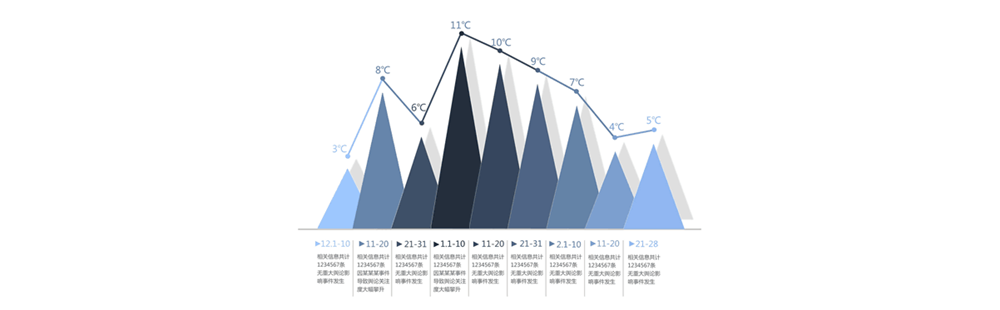 11℃
10℃
9℃
8℃
7℃
6℃
5℃
4℃
3℃
▶12.1-10
相关信息共计
1234567条
无重大舆论影
响事件发生
▶11-20
相关信息共计
1234567条
因某某某事件
导致舆论关注
度大幅攀升
▶21-31
相关信息共计
1234567条
无重大舆论影
响事件发生
▶1.1-10
相关信息共计
1234567条
因某某某事件
导致舆论关注
度大幅攀升
▶11-20
相关信息共计
1234567条
无重大舆论影
响事件发生
▶21-31
相关信息共计
1234567条
无重大舆论影
响事件发生
▶2.1-10
相关信息共计
1234567条
无重大舆论影
响事件发生
▶11-20
相关信息共计
1234567条
无重大舆论影
响事件发生
▶21-28
相关信息共计
1234567条
无重大舆论影
响事件发生